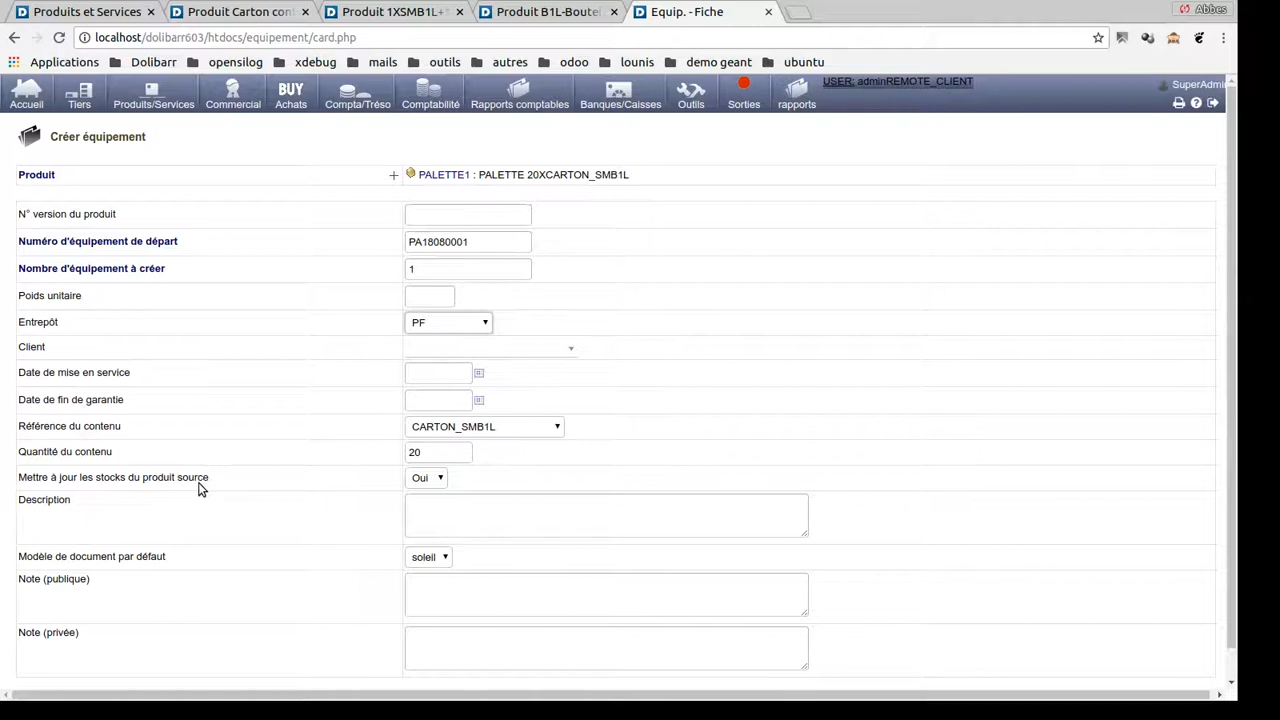 Produits et Services
Produit Carton con
Produit 1XSMB1L+
Produit B1L-Boutel
Equip. - Fiche
Abbes
localhost/dolibarr603/htdocs/equipement/card.php
Applications
Dolibarr
opensilog
xdebug
mails
outils
autres
odoo
lounis
demo geant
ubuntu
Accueil
Tiers
Produits/Services
Commercial
BUY
Achats
Compta/Tréso
Comptabilité
Rapports comptables
Banques/Caisses
Outils
Sorties
rapports
USER: adminREMOTE_CLIENT
SuperAdmi
Créer équipement
Produit + PALETTE1 : PALETTE 20XCARTON_SMB1L
N° version du produit
Numéro d'équipement de départ PA18080001
Nombre d'équipement à créer 1
Poids unitaire
Entrepôt PF
Client
Date de mise en service
Date de fin de garantie
Référence du contenu CARTON_SMB1L
Quantité du contenu 20
Mettre à jour les stocks du produit source Oui
Description
Modèle de document par défaut soleil
Note (publique)
Note (privée)